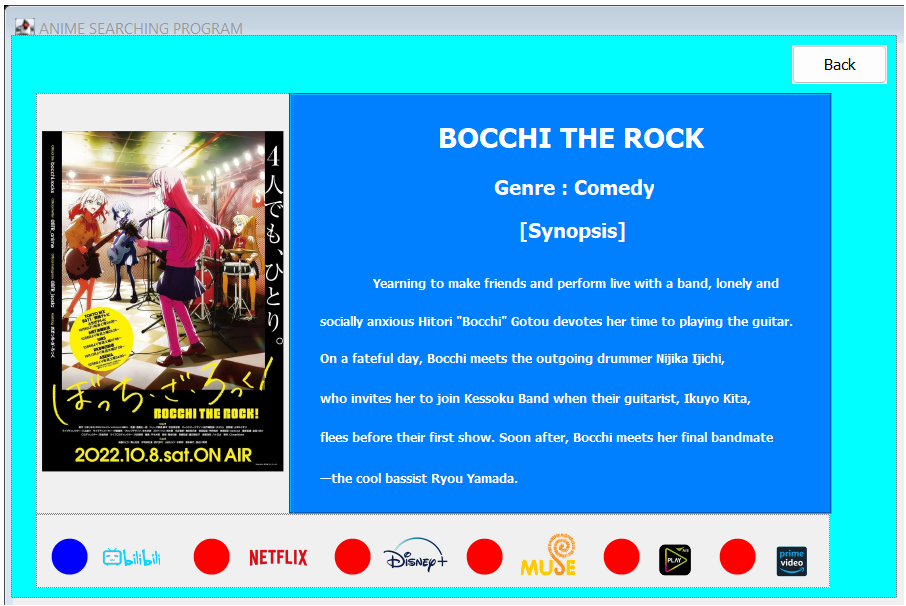 ANIME SEARCHING PROGRAM
Back
BOCCHI THE ROCK
Genre : Comedy
[Synopsis]
Yearning to make friends and perform live with a band, lonely and
socially anxious Hitori "Bocchi" Gotou devotes her time to playing the guitar.
On a fateful day, Bocchi meets the outgoing drummer Nijika Ijichi,
who invites her to join Kessoku Band when their guitarist, Ikuyo Kita,
flees before their first show. Soon after, Bocchi meets her final bandmate
—the cool bassist Ryou Yamada.
4人でも、ひとり。
ぼっち・ざ・ろっく!
BOCCHI THE ROCK!
2022.10.8.sat.ON AIR
bilibili
NETFLIX
Disney+
MUSE
PLAY
prime
video